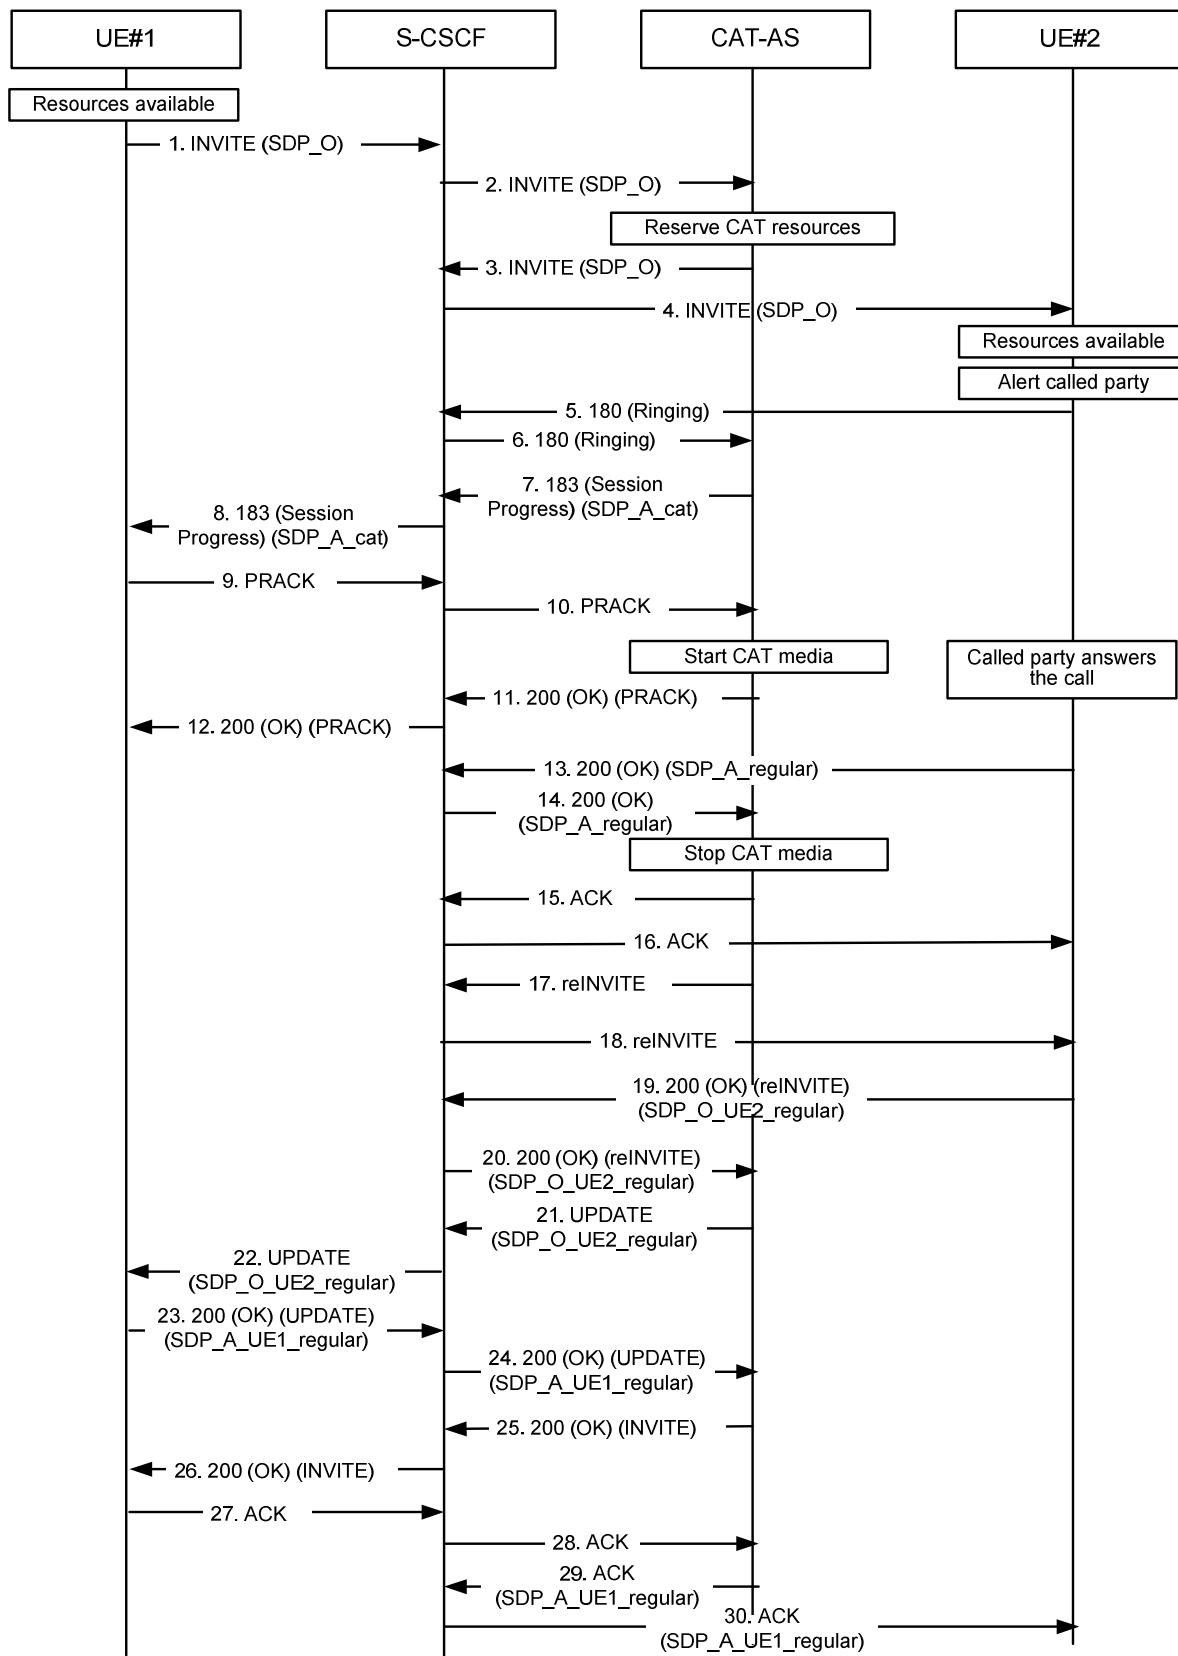 UE#1
S-CSCF
CAT-AS
UE#2
Resources available
1. INVITE (SDP_O)
2. INVITE (SDP_O)
Reserve CAT resources
3. INVITE (SDP_O)
4. INVITE (SDP_O)
Resources available
Alert called party
5. 180 (Ringing)
6. 180 (Ringing)
7. 183 (Session
Progress) (SDP_A_cat)
8. 183 (Session
Progress) (SDP_A_cat)
9. PRACK
10. PRACK
Start CAT media
Called party answers
the call
11. 200 (OK) (PRACK)
12. 200 (OK) (PRACK)
13. 200 (OK) (SDP_A_regular)
14. 200 (OK)
(SDP_A_regular)
Stop CAT media
15. ACK
16. ACK
17. reINVITE
18. reINVITE
19. 200 (OK) (reINVITE)
(SDP_O_UE2_regular)
20. 200 (OK) (reINVITE)
(SDP_O_UE2_regular)
21. UPDATE
(SDP_O_UE2_regular)
22. UPDATE
(SDP_O_UE2_regular)
23. 200 (OK) (UPDATE)
(SDP_A_UE1_regular)
24. 200 (OK) (UPDATE)
(SDP_A_UE1_regular)
25. 200 (OK) (INVITE)
26. 200 (OK) (INVITE)
27. ACK
28. ACK
29. ACK
(SDP_A_UE1_regular)
30. ACK
(SDP_A_UE1_regular)